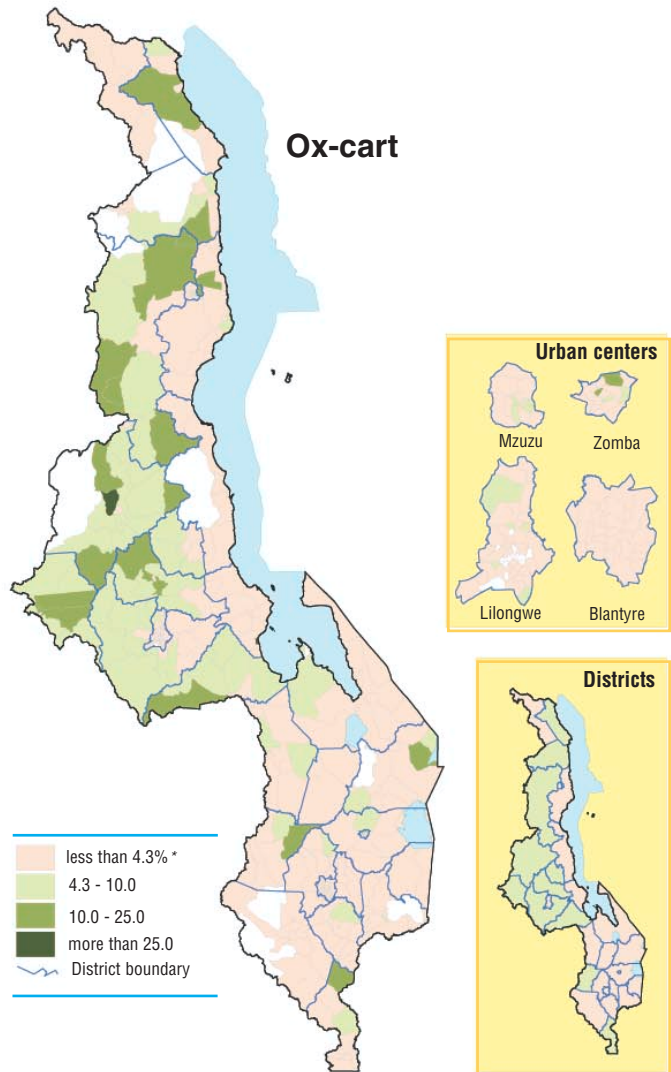 Ox-cart
Urban centers
Mzuzu
Zomba
Lilongwe
Blantyre
Districts
less than 4.3% *
4.3 - 10.0
10.0 - 25.0
more than 25.0
District boundary